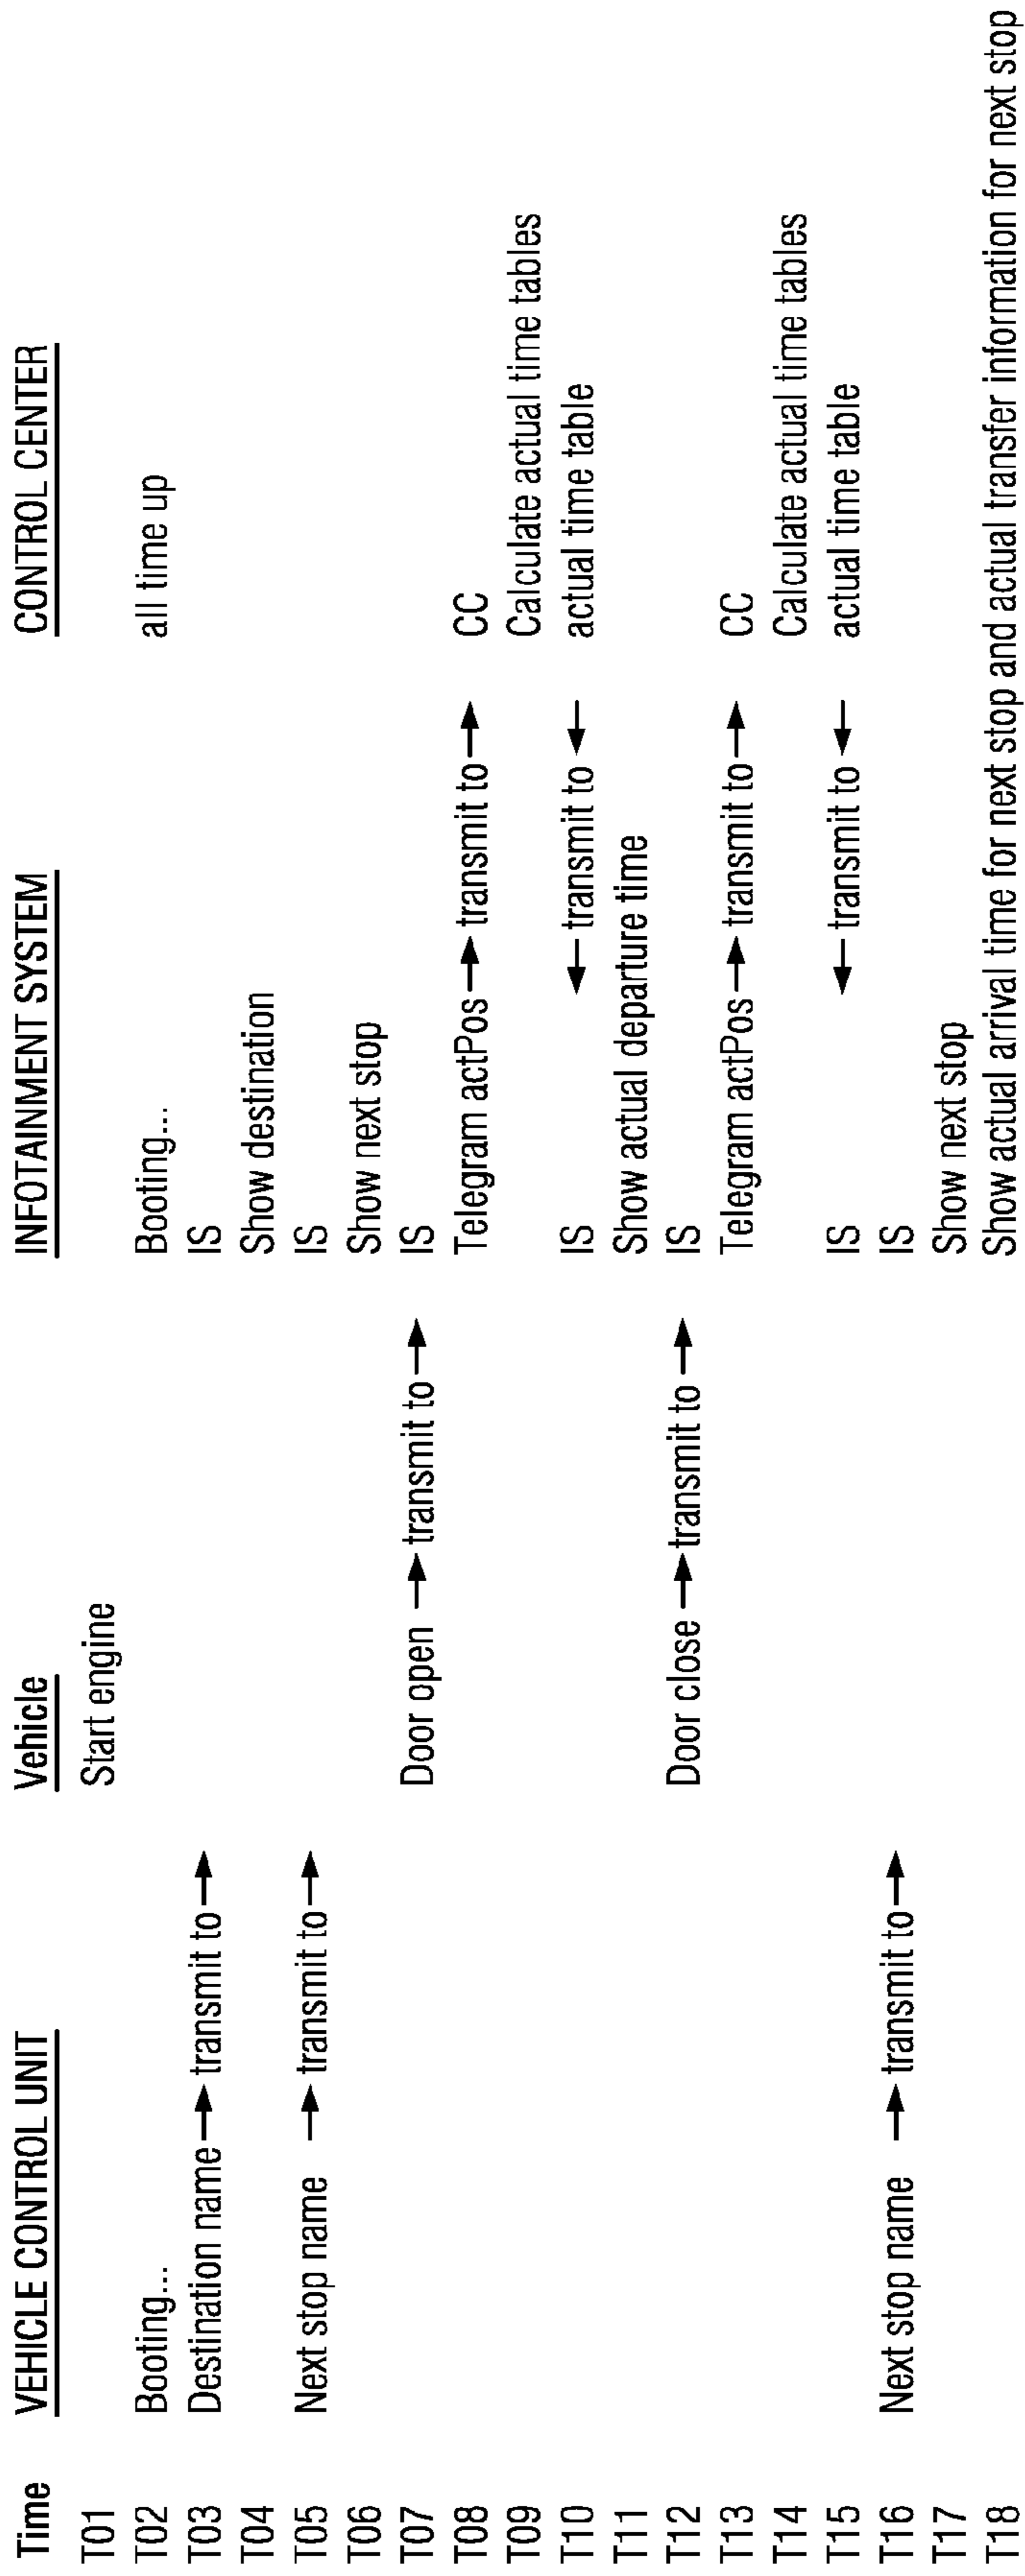 Time VEHICLE CONTROL UNIT Vehicle INFOTAINMENT SYSTEM CONTROL CENTER
T01 Start engine
T02 Booting... Booting... all time up
T03 Destination name → transmit to → IS
T04 Show destination
T05 Next stop name → transmit to → IS
T06 Show next stop
T07 Door open → transmit to → IS
T08 Telegram actPos → transmit to → CC
T09 Calculate actual time tables
T10 IS ← transmit to ← actual time table
T11 Show actual departure time
T12 Door close → transmit to → IS
T13 Telegram actPos → transmit to → CC
T14 Calculate actual time tables
T15 IS ← transmit to ← actual time table
T16 Next stop name → transmit to → IS
T17 Show next stop
T18 Show actual arrival time for next stop and actual transfer information for next stop